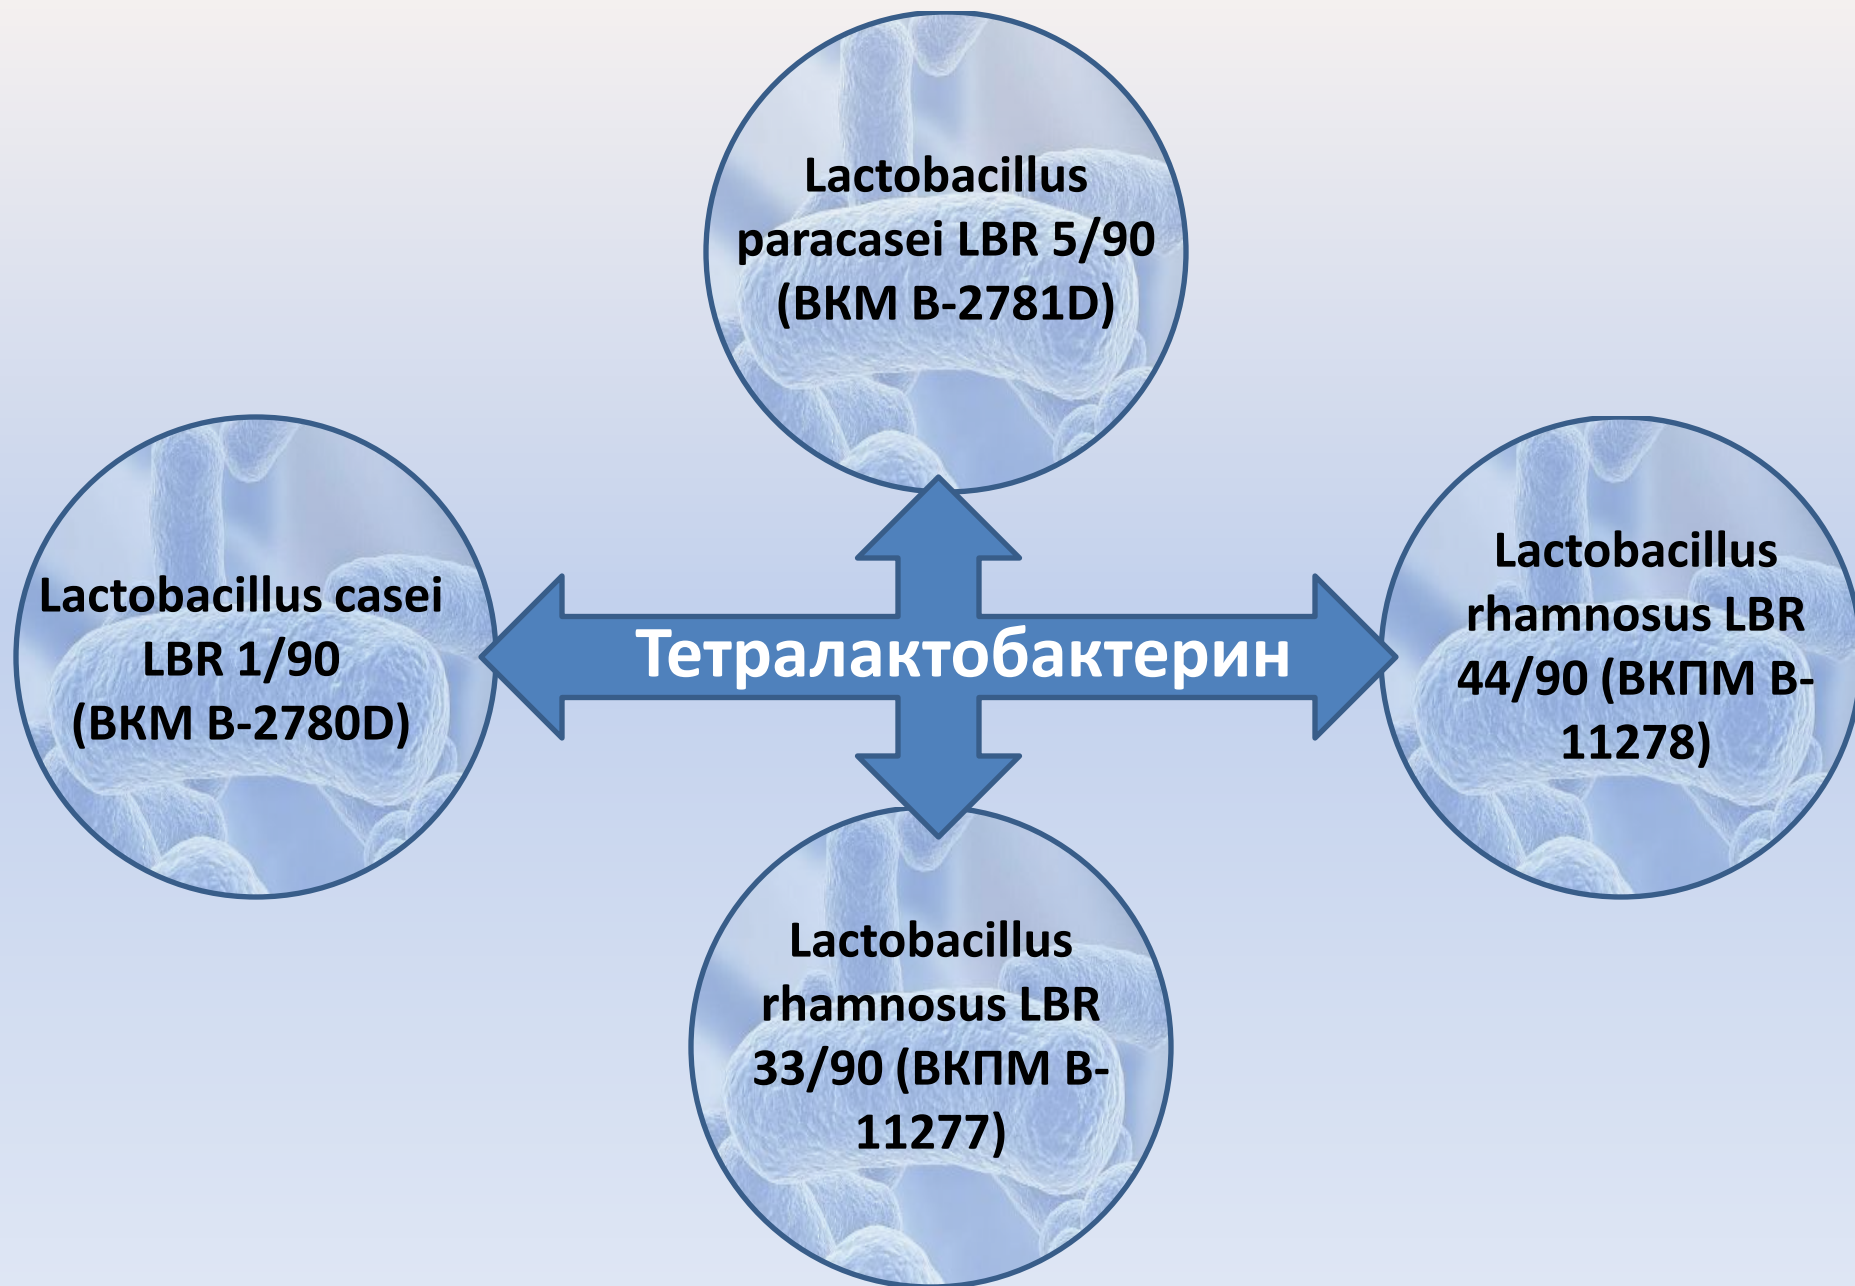 Lactobacillus
paracasei LBR 5/90
(ВКМ В-2781D)
Lactobacillus casei
LBR 1/90
(ВКМ В-2780D)
Тетралактобактерин
Lactobacillus
rhamnosus LBR
44/90 (ВКПМ В-
11278)
Lactobacillus
rhamnosus LBR
33/90 (ВКПМ В-
11277)